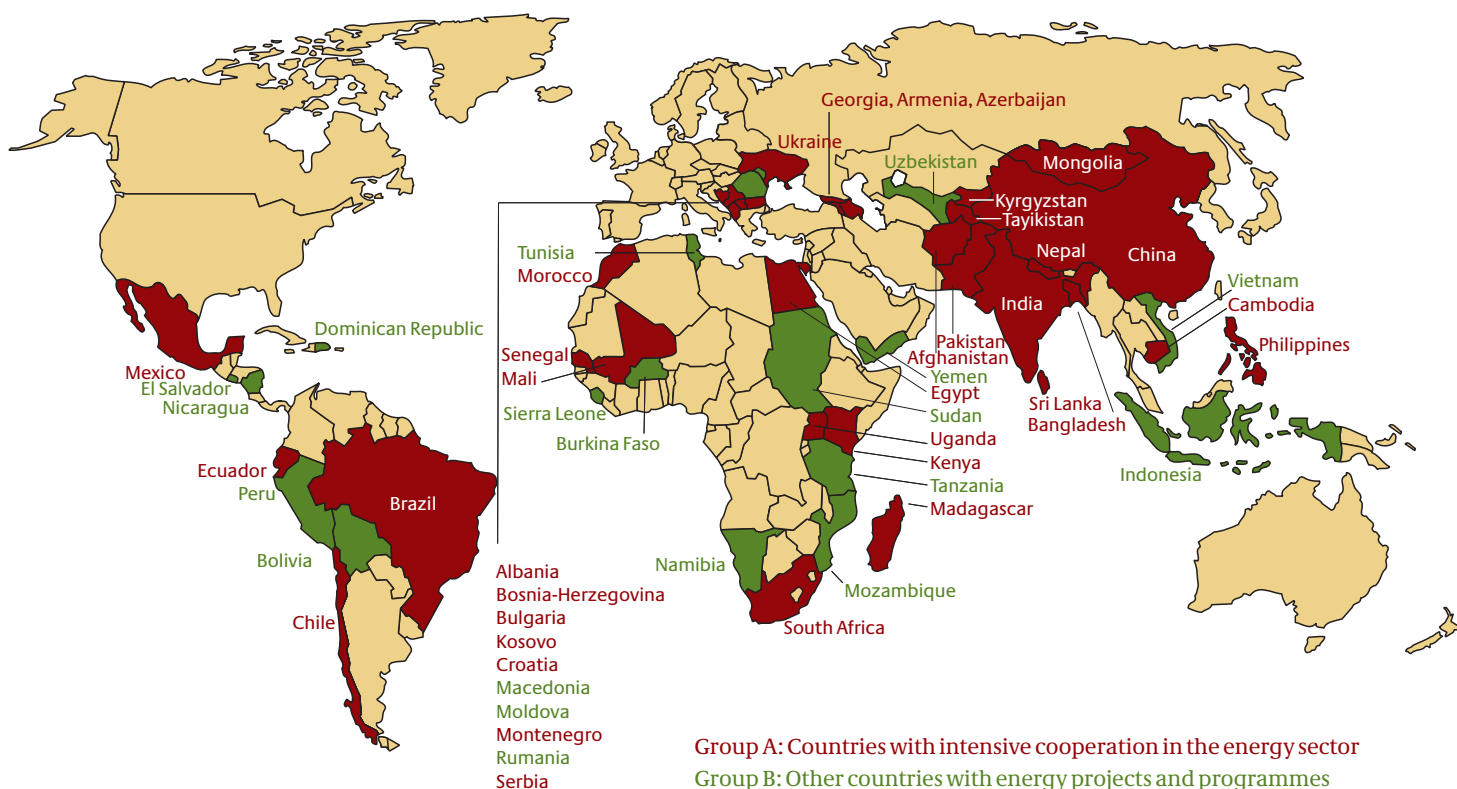 Georgia, Armenia, Azerbaijan
Ukraine
Uzbekistan
Mongolia
Kyrgyzstan
Tayikistan
Nepal
China
India
Tunisia
Morocco
Vietnam
Cambodia
Dominican Republic
Pakistan
Afghanistan
Philippines
Senegal
Mali
Mexico
El Salvador
Nicaragua
Yemen
Egypt
Sri Lanka
Bangladesh
Sierra Leone
Sudan
Burkina Faso
Uganda
Ecuador
Kenya
Indonesia
Peru
Tanzania
Brazil
Madagascar
Bolivia
Namibia
Mozambique
Chile
South Africa
Albania
Bosnia-Herzegovina
Bulgaria
Kosovo
Croatia
Macedonia
Moldova
Montenegro
Rumania
Serbia
Group A: Countries with intensive cooperation in the energy sector
Group B: Other countries with energy projects and programmes